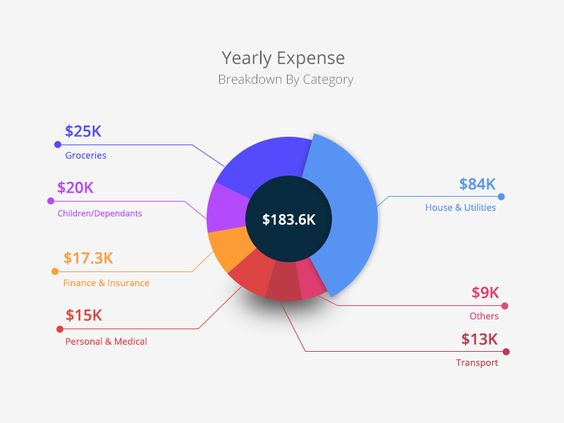 Yearly Expense
Breakdown By Category
$25K
Groceries
$20K
Children/Dependants
$17.3K
Finance & Insurance
$15K
Personal & Medical
$183.6K
$84K
House & Utilities
$9K
Others
$13K
Transport